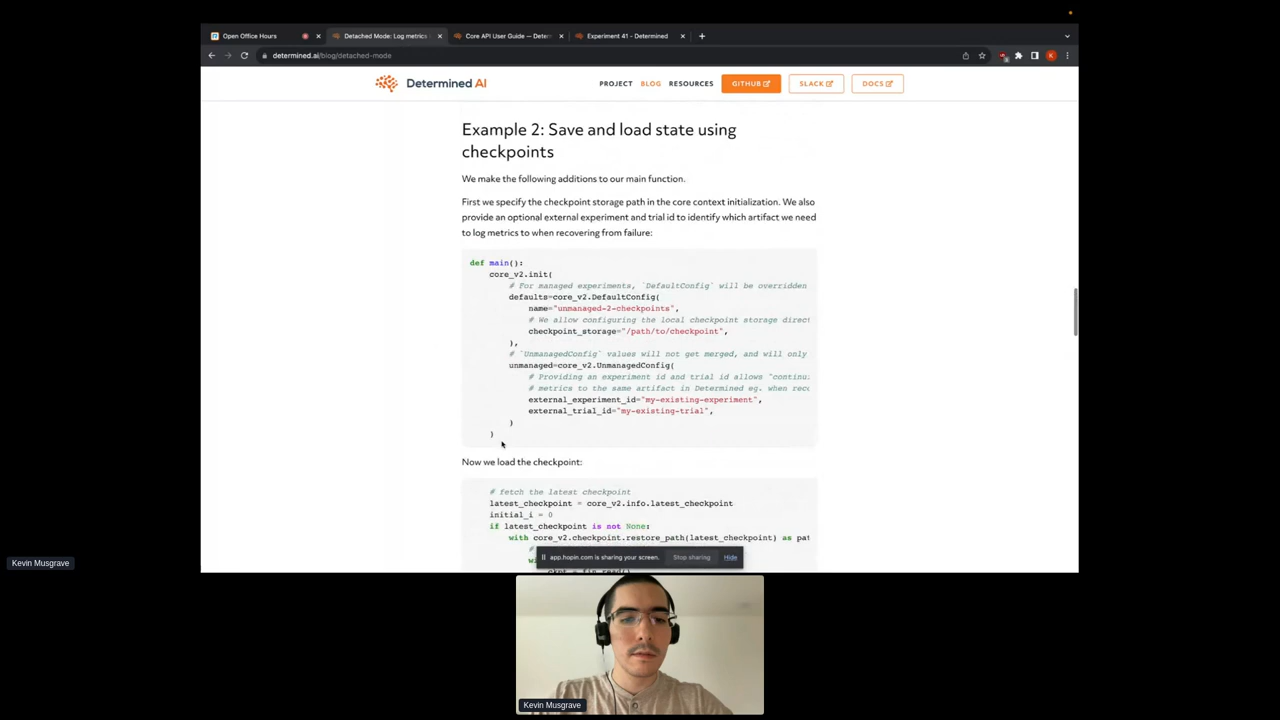 Open Office Hours
Detached Mode: Log metrics
Core API User Guide — Deter
Experiment 41 - Determined
determined.ai/blog/detached-mode
K
Determined AI
PROJECT
BLOG
RESOURCES
GITHUB
SLACK
DOCS
Example 2: Save and load state using
checkpoints
We make the following additions to our main function.
First we specify the checkpoint storage path in the core context initialization. We also
provide an optional external experiment and trial id to identify which artifact we need
to log metrics to when recovering from failure:
def main():
core_v2.init(
# For managed experiments, `DefaultConfig` will be overridden
defaults=core_v2.DefaultConfig(
name="unmanaged-2-checkpoints",
# We allow configuring the local checkpoint storage direct
checkpoint_storage="/path/to/checkpoint",
),
# `UnmanagedConfig` values will not get merged, and will only
unmanaged=core_v2.UnmanagedConfig(
# Providing an experiment id and trial id allows "continu
# metrics to the same artifact in Determined eg. when reco
external_experiment_id="my-existing-experiment",
external_trial_id="my-existing-trial",
)
)
Now we load the checkpoint:
# fetch the latest checkpoint
latest_checkpoint = core_v2.info.latest_checkpoint
initial_i = 0
if latest_checkpoint is not None:
with core_v2.checkpoint.restore_path(latest_checkpoint) as pat
app.hopin.com is sharing your screen.
Stop sharing
Hide
Kevin Musgrave
Kevin Musgrave